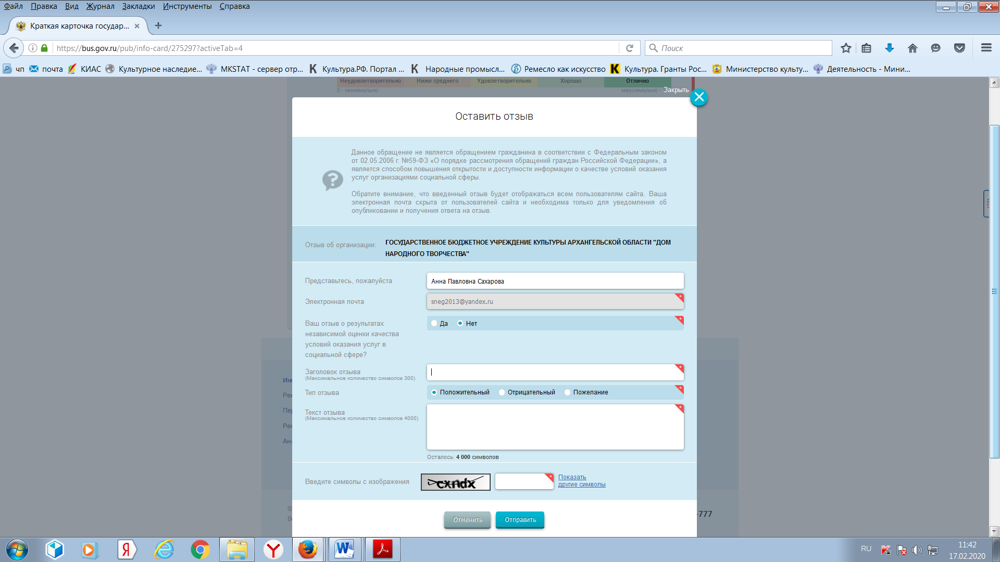 Файл Правка Вид Журнал Закладки Инструменты Справка
Краткая карточка государ...
https://bus.gov.ru/pub/info-card/275297?activeTab=4
Поиск
чп почта КИАС Культурное наследие... MKSTAT - сервер отр... Культура.РФ. Портал ... Народные промысл... Ремесло как искусство Культура. Гранты Рос... Министерство культу... Деятельность - Мини...
Неудовлетворительно Ниже среднего Удовлетворительно Хорошо Отлично
0 - минимально максимально - Закрыть
Оставить отзыв
Данное обращение не является обращением гражданина в соответствии с Федеральным законом
от 02.05.2006 г. №59-ФЗ «О порядке рассмотрения обращений граждан Российской Федерации», а
является способом повышения открытости и доступности информации о качестве условий оказания
услуг организациями социальной сферы.
Обратите внимание, что введенный отзыв будет отображаться всем пользователям сайта. Ваша
электронная почта скрыта от пользователей сайта и необходима только для уведомления об
опубликовании и получения ответа на отзыв.
Отзыв об организации: ГОСУДАРСТВЕННОЕ БЮДЖЕТНОЕ УЧРЕЖДЕНИЕ КУЛЬТУРЫ АРХАНГЕЛЬСКОЙ ОБЛАСТИ "ДОМ
НАРОДНОГО ТВОРЧЕСТВА"
Представьтесь, пожалуйста Анна Павловна Сахарова
Электронная почта sneg2013@yandex.ru *
Ваш отзыв о результатах Да Нет *
независимой оценки качества
условий оказания услуг в
социальной сфере?
Заголовок отзыва *
(Максимальное количество символов 300)
Тип отзыва Положительный Отрицательный Пожелание *
Текст отзыва *
(Максимальное количество символов 4000)
Осталось: 4 000 символов
Введите символы с изображения cxndx * Показать
другие символы
Отменить Отправить
-777
RU 11:42
17.02.2020